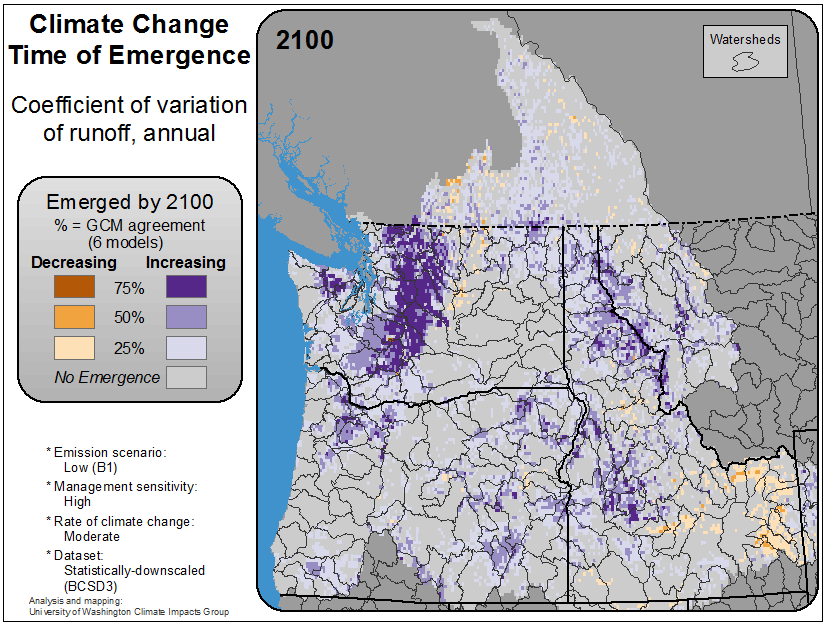 Climate Change
Time of Emergence
Coefficient of variation
of runoff, annual
Emerged by 2100
% = GCM agreement
(6 models)
Decreasing Increasing
75%
50%
25%
No Emergence
* Emission scenario:
Low (B1)
* Management sensitivity:
High
* Rate of climate change:
Moderate
* Dataset:
Statistically-downscaled
(BCSD3)
Analysis and mapping:
University of Washington Climate Impacts Group
2100
Watersheds